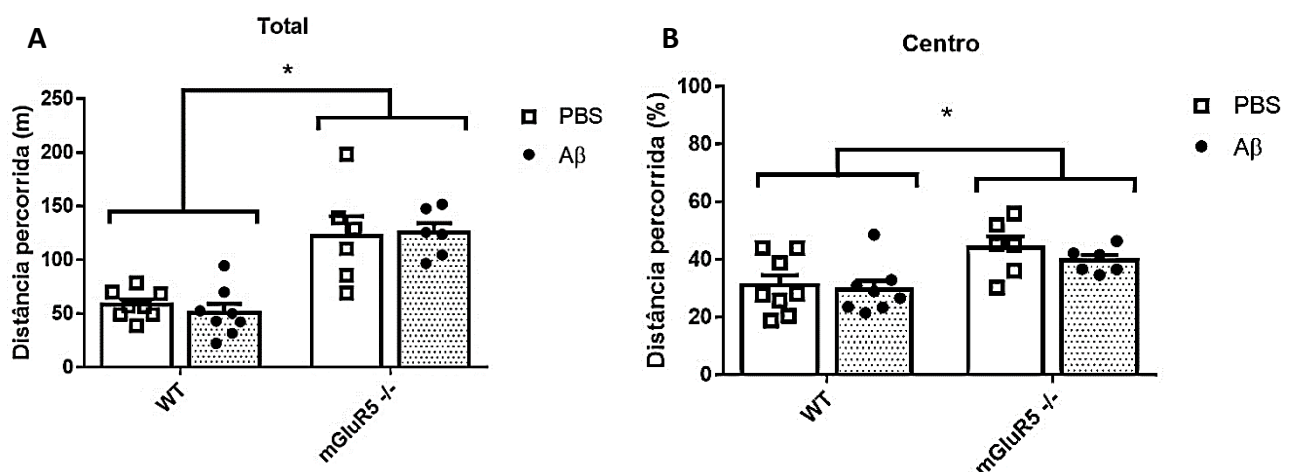 A
Total
*
Distância percorrida (m)
250
200
150
100
50
0
WT
mGluR5 -/-
PBS
Aβ
B
Centro
*
Distância percorrida (%)
100
80
60
40
20
0
WT
mGluR5 -/-
PBS
Aβ